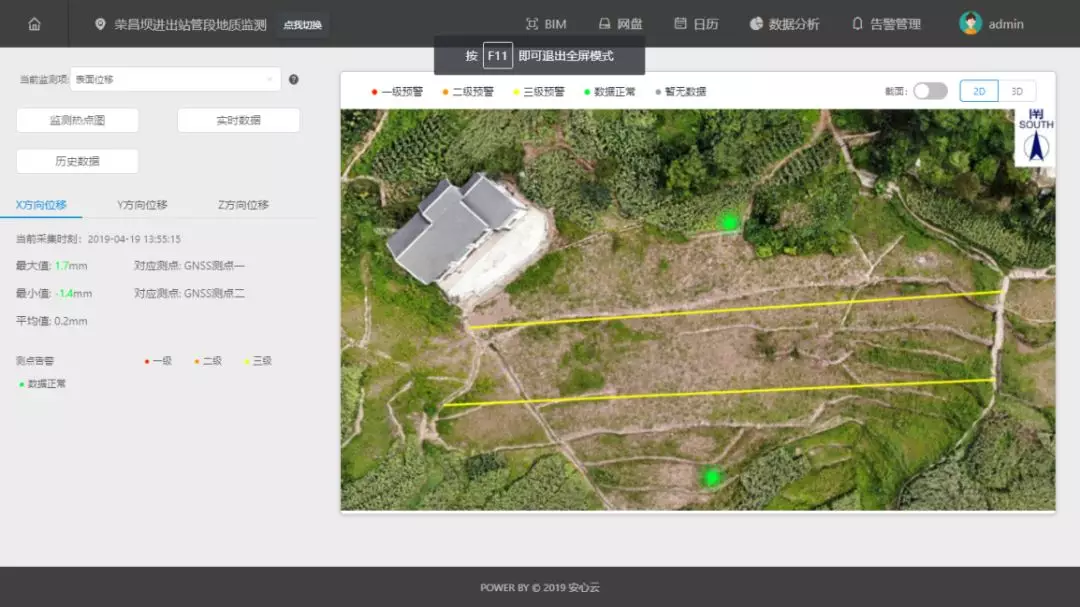 荣昌坝进出站管段地质监测 点我切换 BIM 网盘 日历 数据分析 告警管理 admin
按 F11 即可退出全屏模式
当前监测项: 表面位移 ?
监测热点图 实时数据
历史数据
X方向位移 Y方向位移 Z方向位移
当前采集时刻: 2019-04-19 13:55:15
最大值: 1.7mm 对应测点: GNSS测点一
最小值: -1.4mm 对应测点: GNSS测点二
平均值: 0.2mm
测点告警 一级 二级 三级
数据正常
一级预警 二级预警 三级预警 数据正常 暂无数据 截面: 2D 3D
南
SOUTH
POWER BY © 2019 安心云